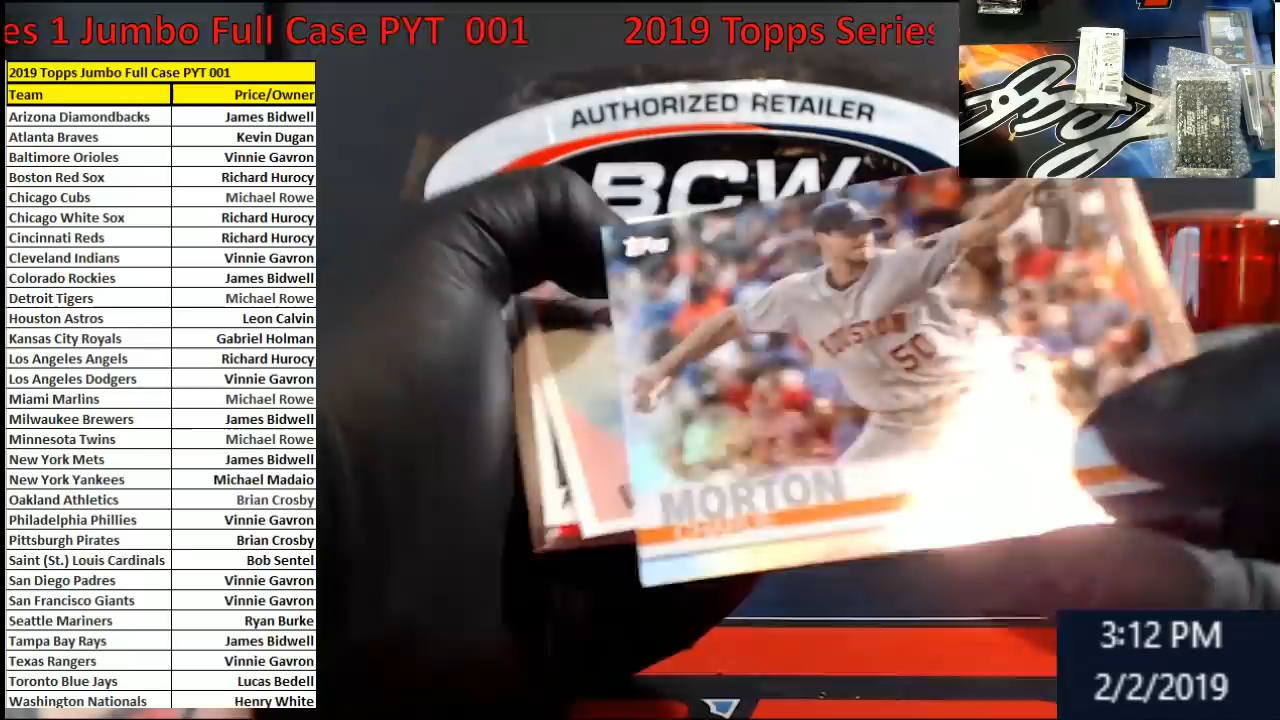 es 1 Jumbo Full Case PYT 001 2019 Topps Series
2019 Topps Jumbo Full Case PYT 001
Team Price/Owner
Arizona Diamondbacks James Bidwell
Atlanta Braves Kevin Dugan
Baltimore Orioles Vinnie Gavron
Boston Red Sox Richard Hurocy
Chicago Cubs Michael Rowe
Chicago White Sox Richard Hurocy
Cincinnati Reds Richard Hurocy
Cleveland Indians Vinnie Gavron
Colorado Rockies James Bidwell
Detroit Tigers Michael Rowe
Houston Astros Leon Calvin
Kansas City Royals Gabriel Holman
Los Angeles Angels Richard Hurocy
Los Angeles Dodgers Vinnie Gavron
Miami Marlins Michael Rowe
Milwaukee Brewers James Bidwell
Minnesota Twins Michael Rowe
New York Mets James Bidwell
New York Yankees Michael Madaio
Oakland Athletics Brian Crosby
Philadelphia Phillies Vinnie Gavron
Pittsburgh Pirates Brian Crosby
Saint (St.) Louis Cardinals Bob Sentel
San Diego Padres Vinnie Gavron
San Francisco Giants Vinnie Gavron
Seattle Mariners Ryan Burke
Tampa Bay Rays James Bidwell
Texas Rangers Vinnie Gavron
Toronto Blue Jays Lucas Bedell
Washington Nationals Henry White
AUTHORIZED RETAILER
BCW
Topps
HOUSTON
50
MORTON
CHARLIE
3:12 PM
2/2/2019